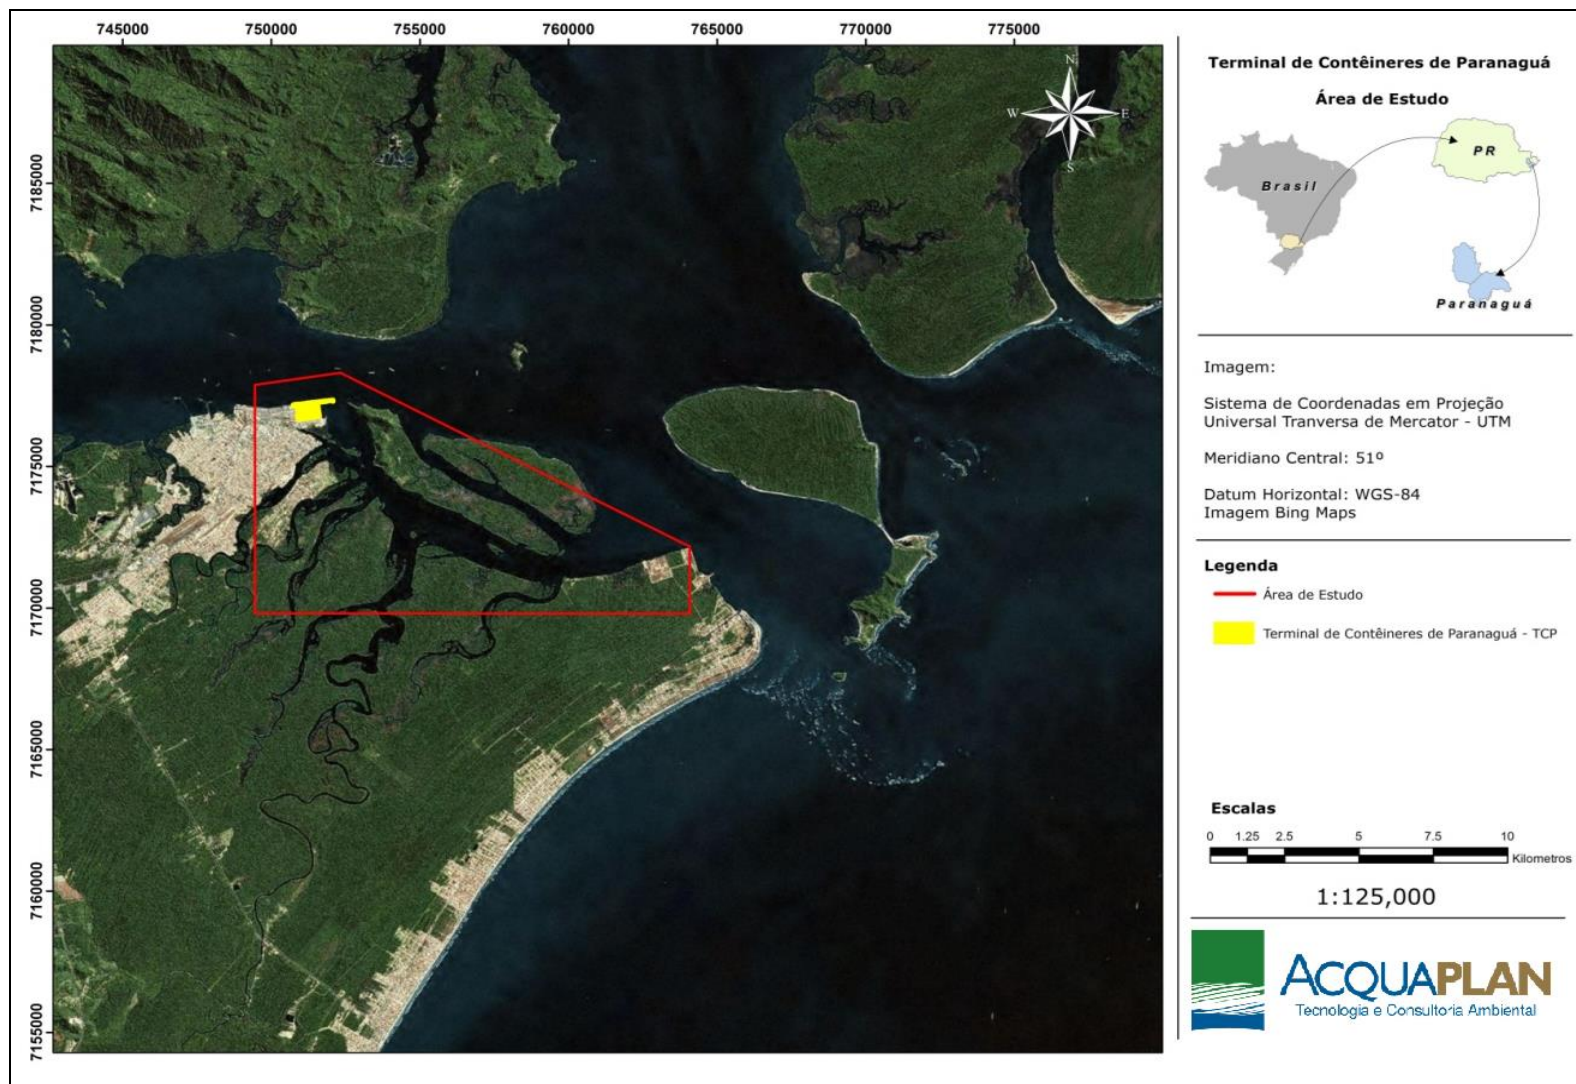 745000 750000 755000 760000 765000 770000 775000
7185000
7180000
7175000
7170000
7165000
7160000
7155000
N
W E
S
Terminal de Contêineres de Paranaguá
Área de Estudo
PR
Brasil
Paranaguá
Imagem:
Sistema de Coordenadas em Projeção
Universal Tranversa de Mercator - UTM
Meridiano Central: 51º
Datum Horizontal: WGS-84
Imagem Bing Maps
Legenda
Área de Estudo
Terminal de Contêineres de Paranaguá - TCP
Escalas
0 1.25 2.5 5 7.5 10
Kilometros
1:125,000
ACQUAPLAN
Tecnologia e Consultoria Ambiental